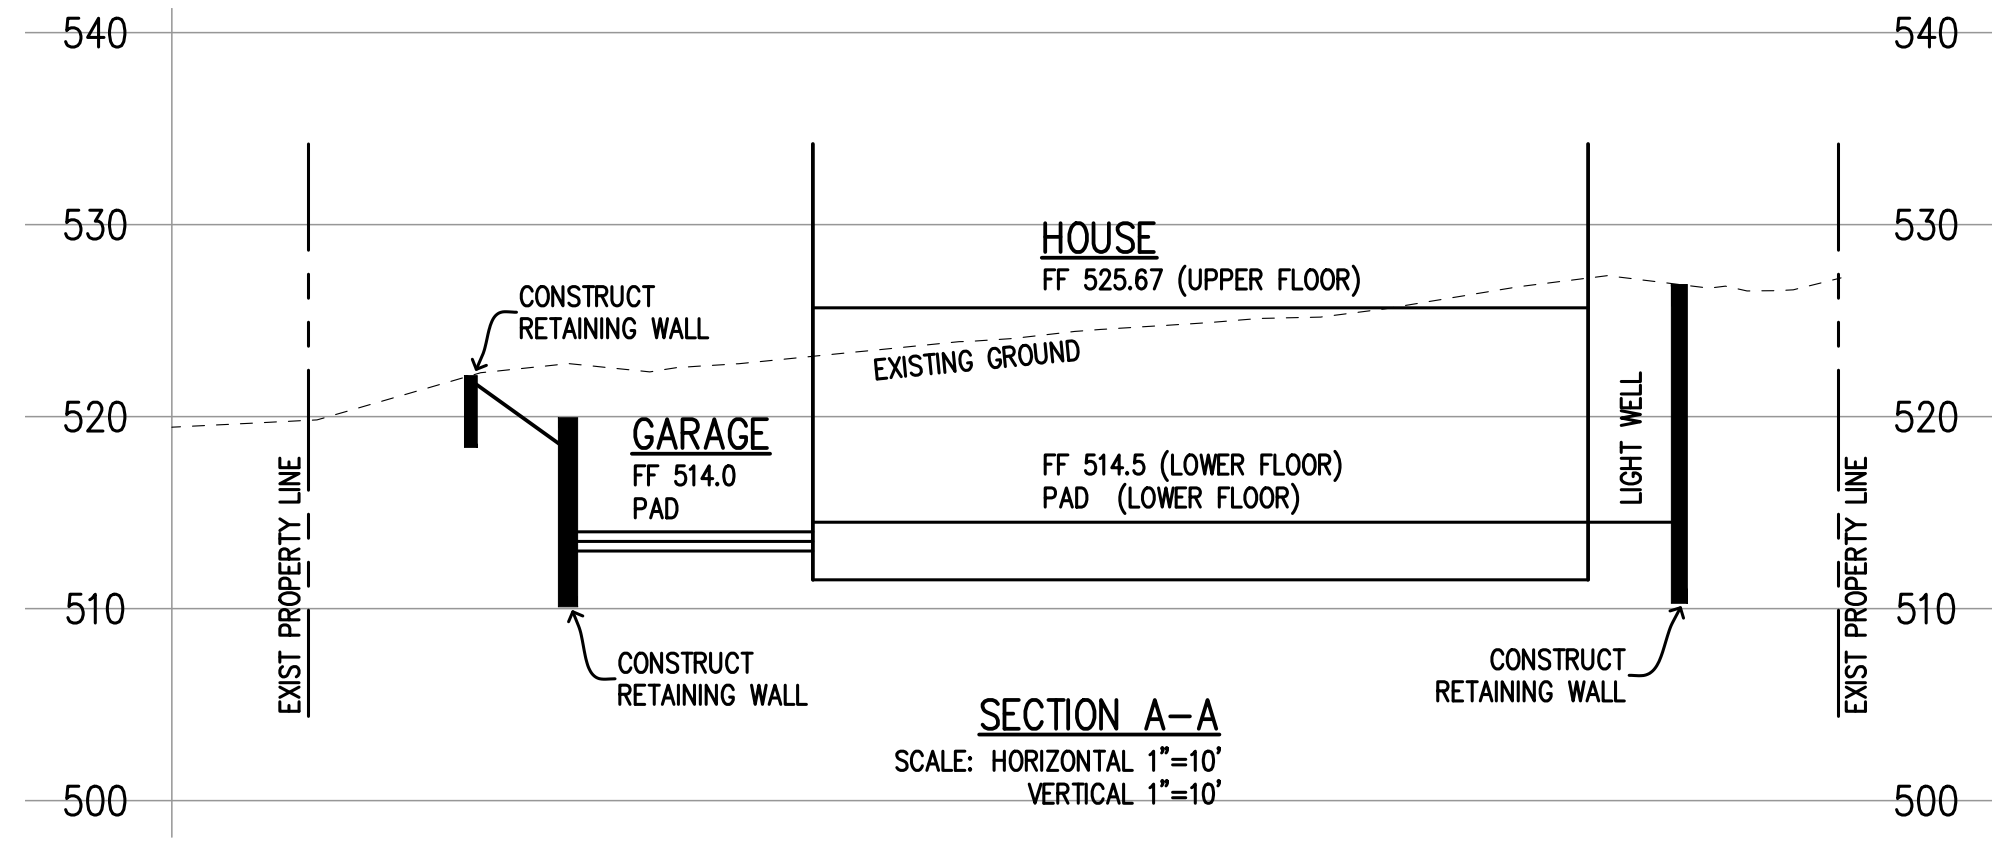 540
540
530
530
HOUSE
FF 525.67 (UPPER FLOOR)
CONSTRUCT
RETAINING WALL
EXISTING GROUND
520
520
GARAGE
FF 514.0
PAD
FF 514.5 (LOWER FLOOR)
PAD (LOWER FLOOR)
LIGHT WELL
EXIST PROPERTY LINE
EXIST PROPERTY LINE
510
510
CONSTRUCT
RETAINING WALL
CONSTRUCT
RETAINING WALL
SECTION A-A
SCALE: HORIZONTAL 1"=10'
VERTICAL 1"=10'
500
500